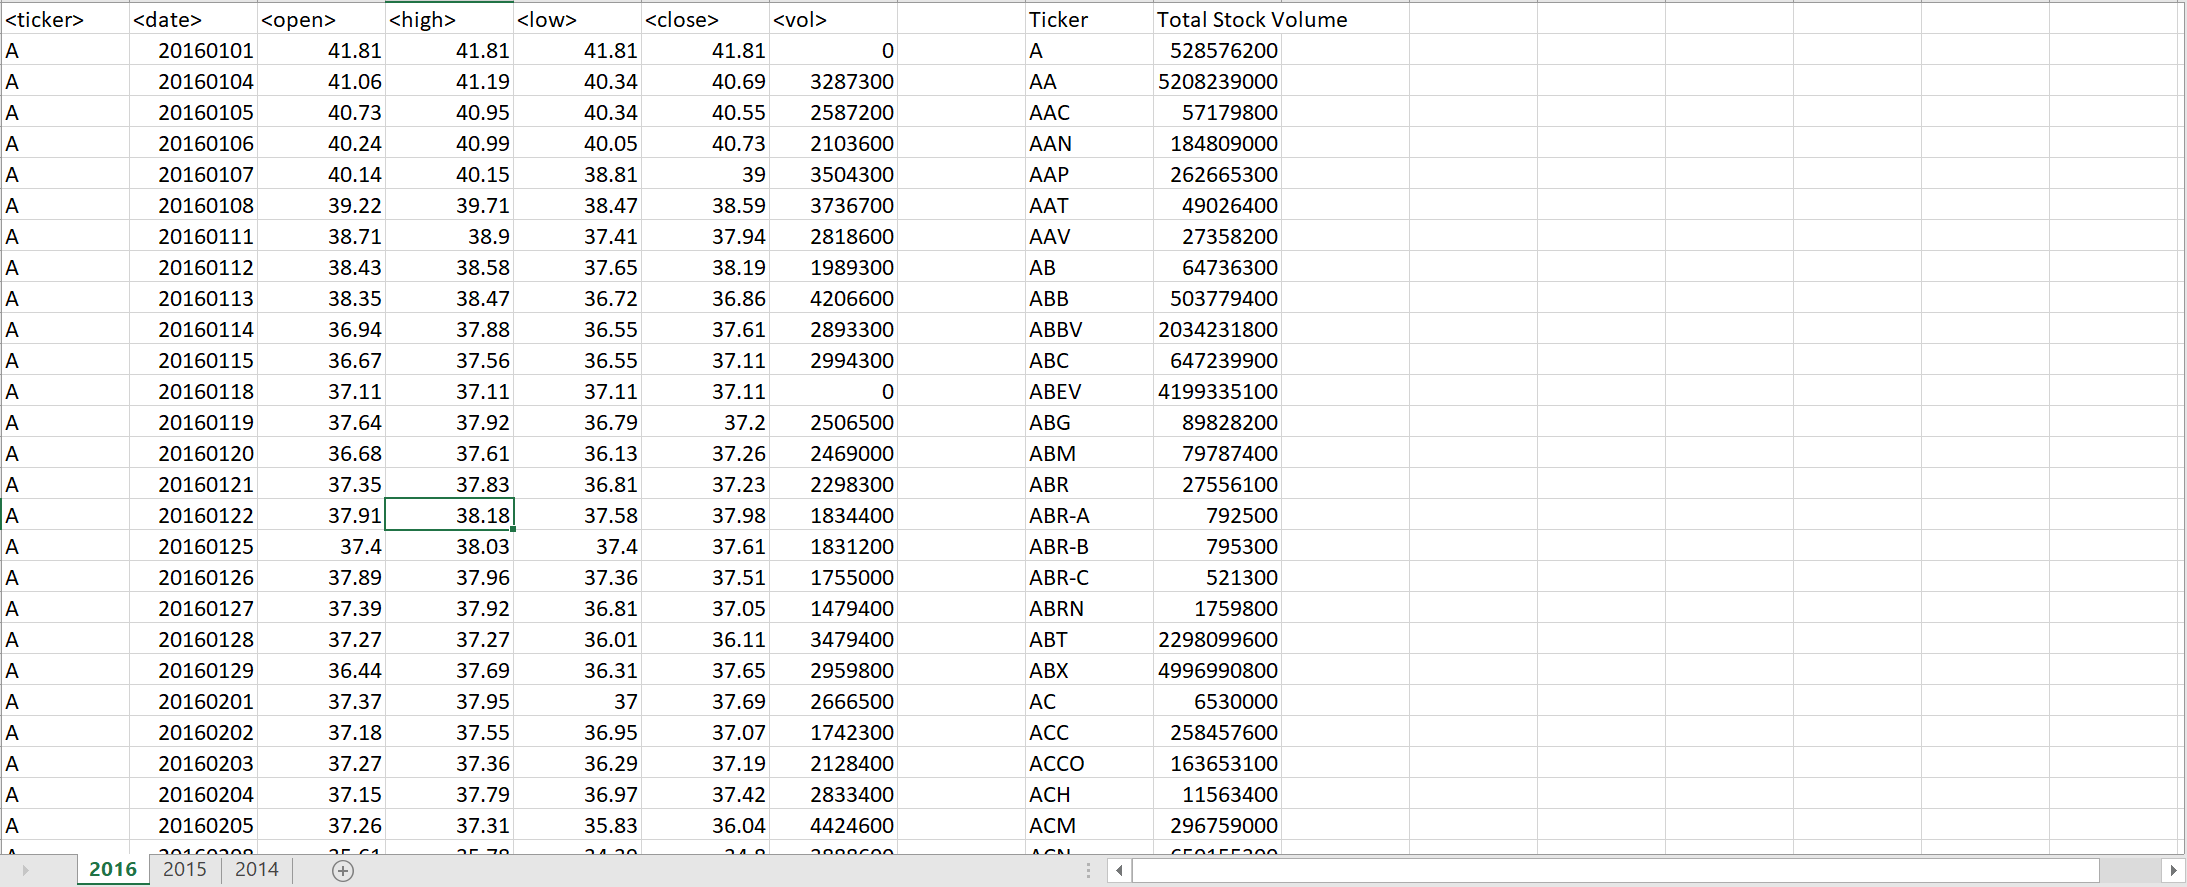 <ticker> <date> <open> <high> <low> <close> <vol> Ticker Total Stock Volume
A 20160101 41.81 41.81 41.81 41.81 0 A 528576200
A 20160104 41.06 41.19 40.34 40.69 3287300 AA 5208239000
A 20160105 40.73 40.95 40.34 40.55 2587200 AAC 57179800
A 20160106 40.24 40.99 40.05 40.73 2103600 AAN 184809000
A 20160107 40.14 40.15 38.81 39 3504300 AAP 262665300
A 20160108 39.22 39.71 38.47 38.59 3736700 AAT 49026400
A 20160111 38.71 38.9 37.41 37.94 2818600 AAV 27358200
A 20160112 38.43 38.58 37.65 38.19 1989300 AB 64736300
A 20160113 38.35 38.47 36.72 36.86 4206600 ABB 503779400
A 20160114 36.94 37.88 36.55 37.61 2893300 ABBV 2034231800
A 20160115 36.67 37.56 36.55 37.11 2994300 ABC 647239900
A 20160118 37.11 37.11 37.11 37.11 0 ABEV 4199335100
A 20160119 37.64 37.92 36.79 37.2 2506500 ABG 89828200
A 20160120 36.68 37.61 36.13 37.26 2469000 ABM 79787400
A 20160121 37.35 37.83 36.81 37.23 2298300 ABR 27556100
A 20160122 37.91 38.18 37.58 37.98 1834400 ABR-A 792500
A 20160125 37.4 38.03 37.4 37.61 1831200 ABR-B 795300
A 20160126 37.89 37.96 37.36 37.51 1755000 ABR-C 521300
A 20160127 37.39 37.92 36.81 37.05 1479400 ABRN 1759800
A 20160128 37.27 37.27 36.01 36.11 3479400 ABT 2298099600
A 20160129 36.44 37.69 36.31 37.65 2959800 ABX 4996990800
A 20160201 37.37 37.95 37 37.69 2666500 AC 6530000
A 20160202 37.18 37.55 36.95 37.07 1742300 ACC 258457600
A 20160203 37.27 37.36 36.29 37.19 2128400 ACCO 163653100
A 20160204 37.15 37.79 36.97 37.42 2833400 ACH 11563400
A 20160205 37.26 37.31 35.83 36.04 4424600 ACM 296759000
2016 2015 2014